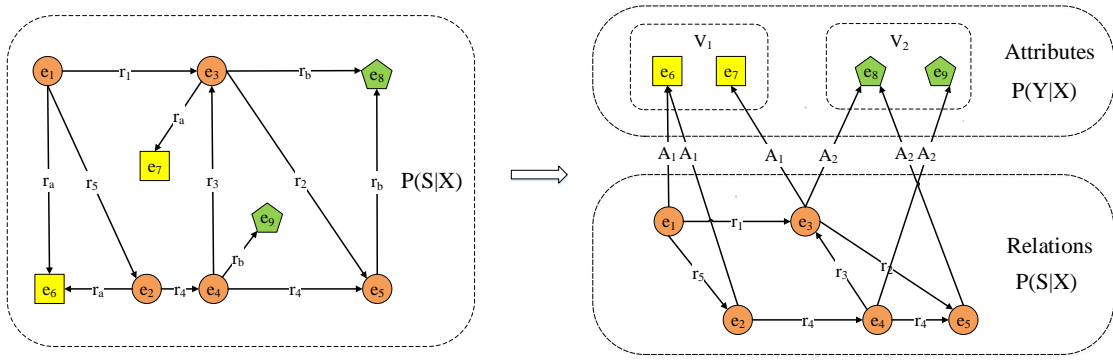 e1 r1 e3 rb e8
ra
e7
ra r5 r3 r2 rb P(S|X)
e9
rb
e6 ra e2 r4 e4 r4 e5
V1 V2
Attributes
e6 e7 e8 e9
P(Y|X)
A1 A1 A1 A2 A2 A2
e1 r1 e3
Relations
r5 r3 r2
P(S|X)
e2 r4 e4 r4 e5